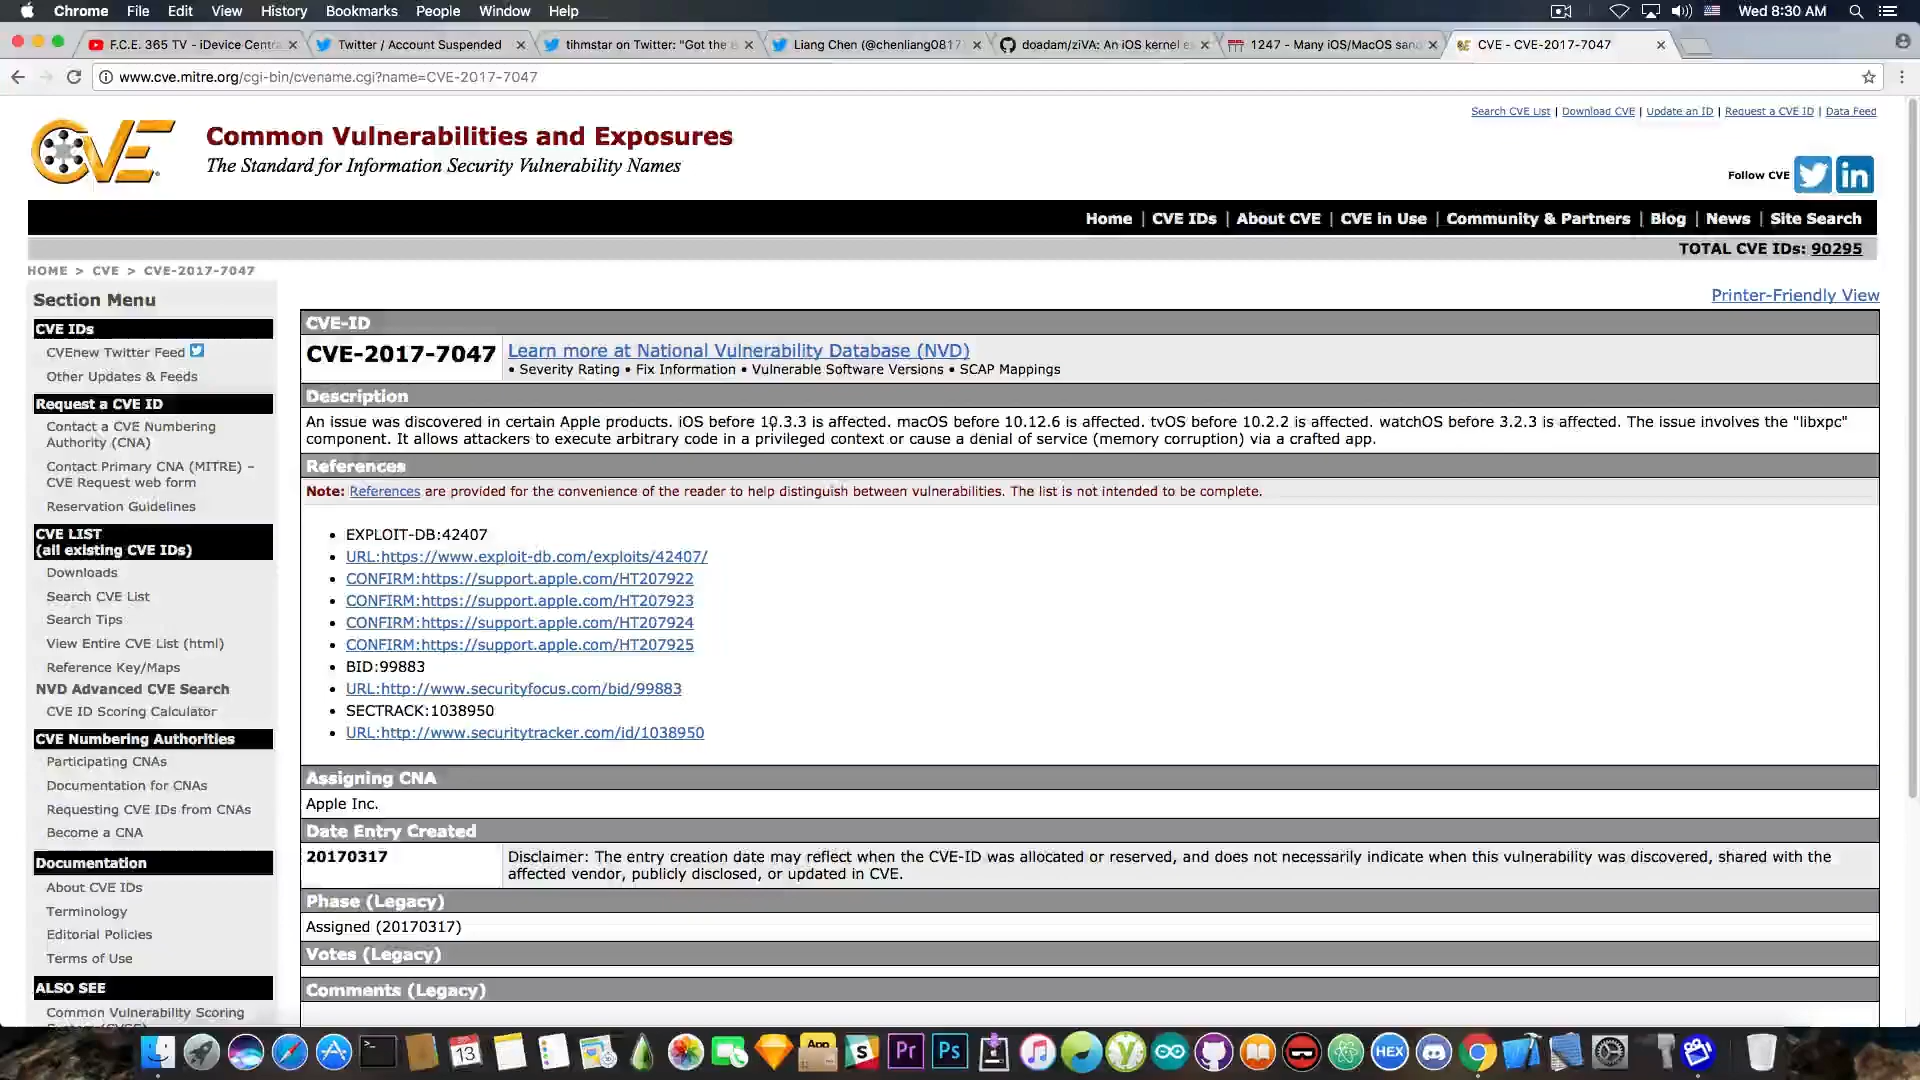 Chrome File Edit View History Bookmarks People Window Help Wed 8:30 AM
F.C.E. 365 TV - iDevice Centra Twitter / Account Suspended tihmstar on Twitter: "Got the Liang Chen (@chenliang0817 doadam/ziVA: An iOS kernel e 1247 - Many iOS/MacOS san CVE - CVE-2017-7047
www.cve.mitre.org/cgi-bin/cvename.cgi?name=CVE-2017-7047
Search CVE List | Download CVE | Update an ID | Request a CVE ID | Data Feed
CVE
Common Vulnerabilities and Exposures
The Standard for Information Security Vulnerability Names
Follow CVE
Home | CVE IDs | About CVE | CVE in Use | Community & Partners | Blog | News | Site Search
TOTAL CVE IDs: 90295
HOME > CVE > CVE-2017-7047
Section Menu
CVE IDs
CVEnew Twitter Feed
Other Updates & Feeds
Request a CVE ID
Contact a CVE Numbering
Authority (CNA)
Contact Primary CNA (MITRE) –
CVE Request web form
Reservation Guidelines
CVE LIST
(all existing CVE IDs)
Downloads
Search CVE List
Search Tips
View Entire CVE List (html)
Reference Key/Maps
NVD Advanced CVE Search
CVE ID Scoring Calculator
CVE Numbering Authorities
Participating CNAs
Documentation for CNAs
Requesting CVE IDs from CNAs
Become a CNA
Documentation
About CVE IDs
Terminology
Editorial Policies
Terms of Use
ALSO SEE
Common Vulnerability Scoring
Printer-Friendly View
CVE-ID
CVE-2017-7047 Learn more at National Vulnerability Database (NVD)
• Severity Rating • Fix Information • Vulnerable Software Versions • SCAP Mappings
Description
An issue was discovered in certain Apple products. iOS before 10.3.3 is affected. macOS before 10.12.6 is affected. tvOS before 10.2.2 is affected. watchOS before 3.2.3 is affected. The issue involves the "libxpc"
component. It allows attackers to execute arbitrary code in a privileged context or cause a denial of service (memory corruption) via a crafted app.
References
Note: References are provided for the convenience of the reader to help distinguish between vulnerabilities. The list is not intended to be complete.
• EXPLOIT-DB:42407
• URL:https://www.exploit-db.com/exploits/42407/
• CONFIRM:https://support.apple.com/HT207922
• CONFIRM:https://support.apple.com/HT207923
• CONFIRM:https://support.apple.com/HT207924
• CONFIRM:https://support.apple.com/HT207925
• BID:99883
• URL:http://www.securityfocus.com/bid/99883
• SECTRACK:1038950
• URL:http://www.securitytracker.com/id/1038950
Assigning CNA
Apple Inc.
Date Entry Created
20170317 Disclaimer: The entry creation date may reflect when the CVE-ID was allocated or reserved, and does not necessarily indicate when this vulnerability was discovered, shared with the
affected vendor, publicly disclosed, or updated in CVE.
Phase (Legacy)
Assigned (20170317)
Votes (Legacy)
Comments (Legacy)
13 App S Pr Ps HEX